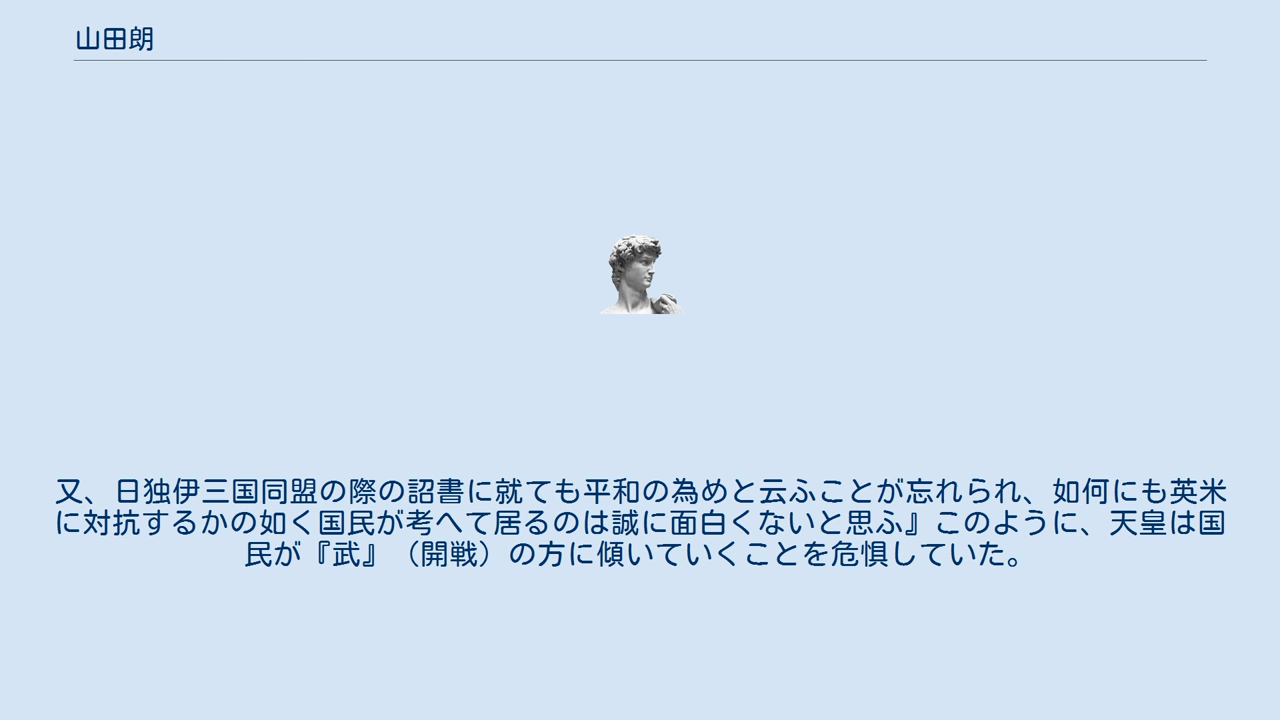 山田朗
又、日独伊三国同盟の際の詔書に就ても平和の為めと云ふことが忘れられ、如何にも英米
に対抗するかの如く国民が考へて居るのは誠に面白くないと思ふ』このように、天皇は国
民が『武』（開戦）の方に傾いていくことを危惧していた。